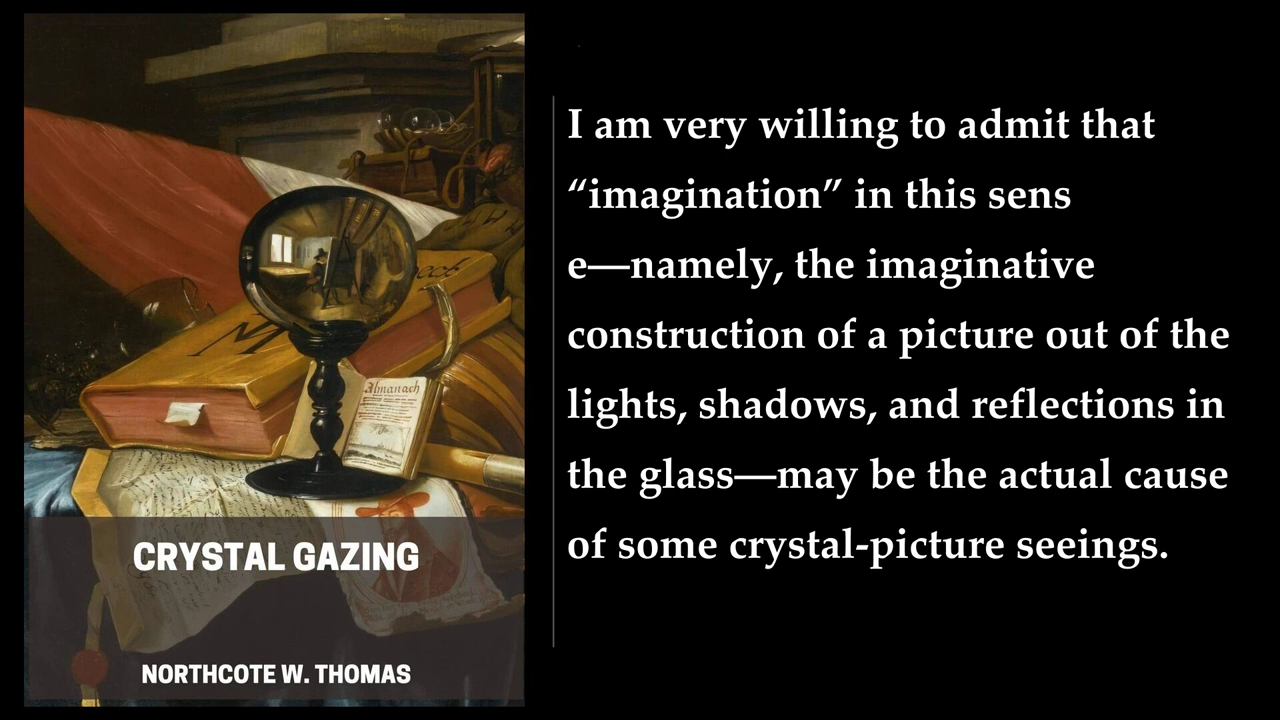 M
Almanach
CRYSTAL GAZING
NORTHCOTE W. THOMAS
I am very willing to admit that
“imagination” in this sens
e—namely, the imaginative
construction of a picture out of the
lights, shadows, and reflections in
the glass—may be the actual cause
of some crystal-picture seeings.